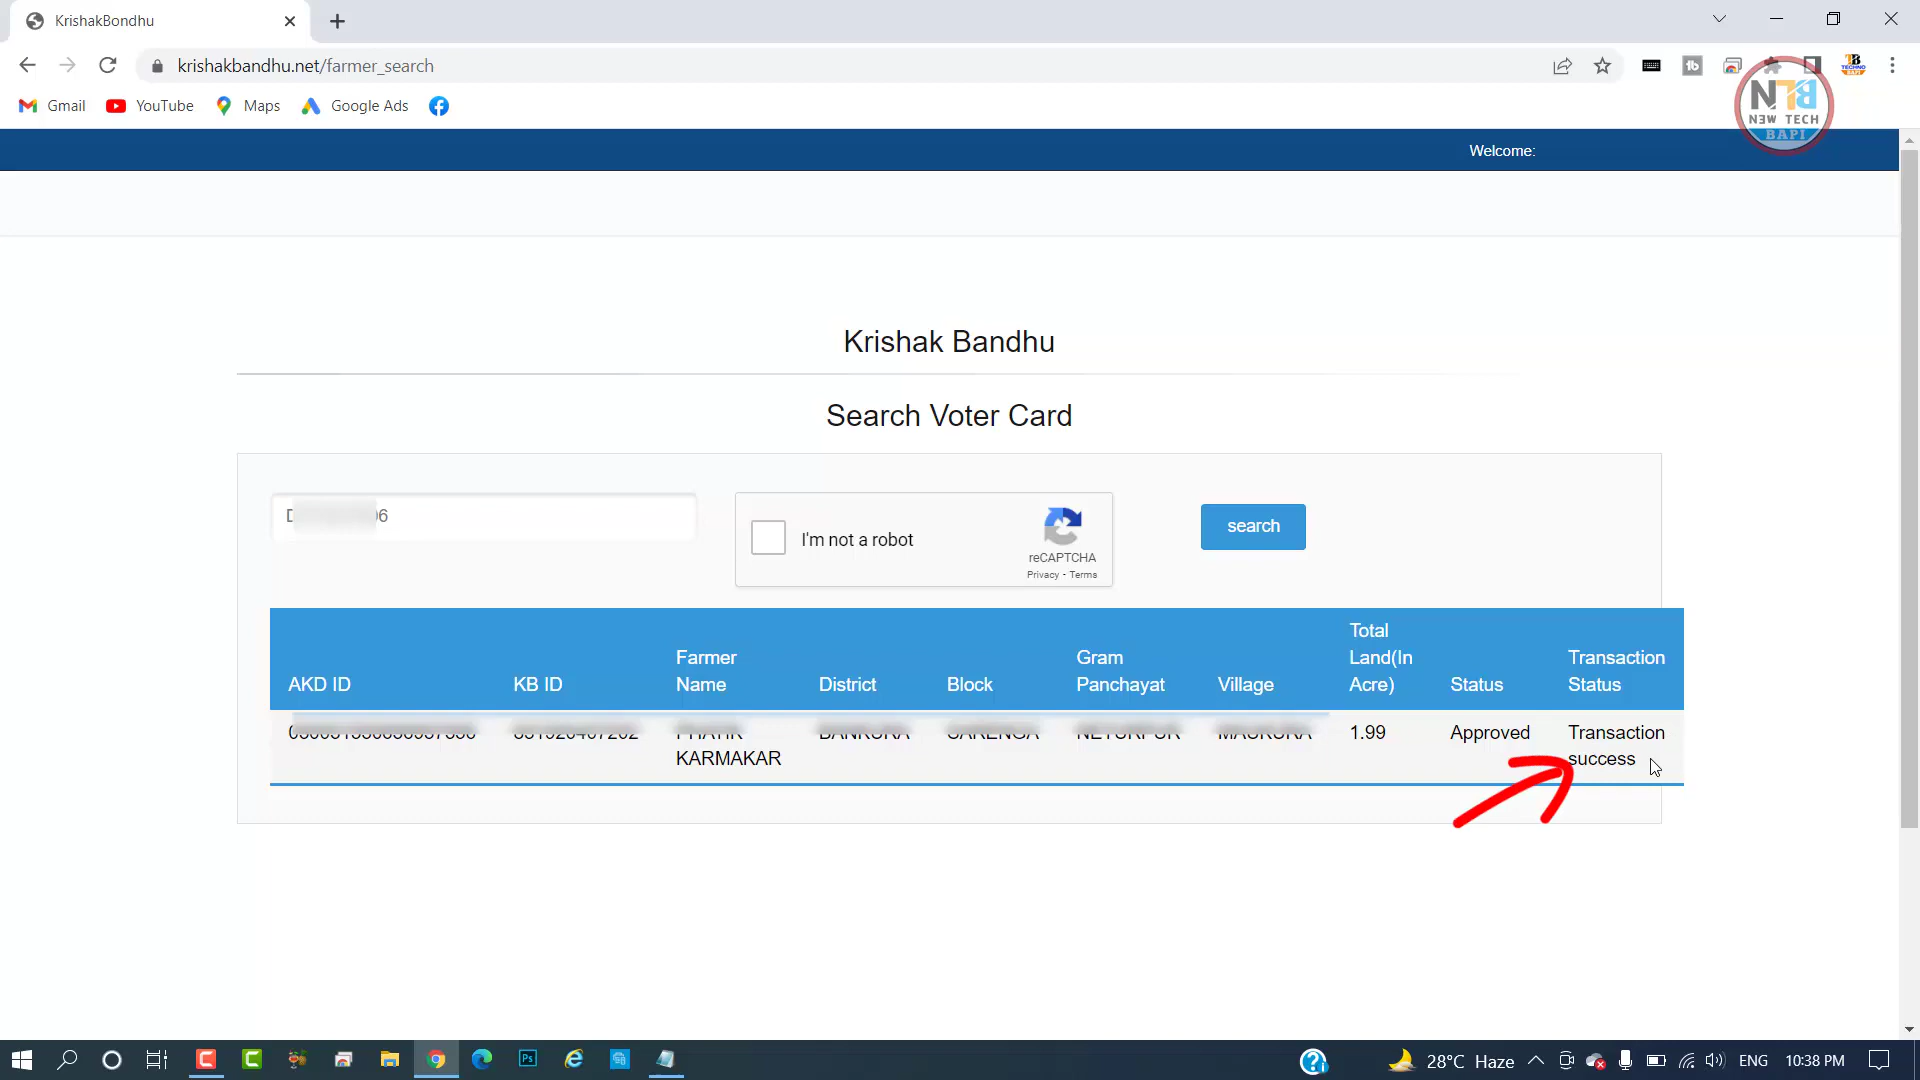 KrishakBondhu
krishakbandhu.net/farmer_search
Gmail YouTube Maps Google Ads
N7B
NEW TECH
BAPI
Welcome:
Krishak Bandhu
Search Voter Card
I'm not a robot
reCAPTCHA
Privacy - Terms
search
AKD ID KB ID Farmer Name District Block Gram Panchayat Village Total Land(In Acre) Status Transaction Status
KARMAKAR 1.99 Approved Transaction success
28°C Haze ENG 10:38 PM